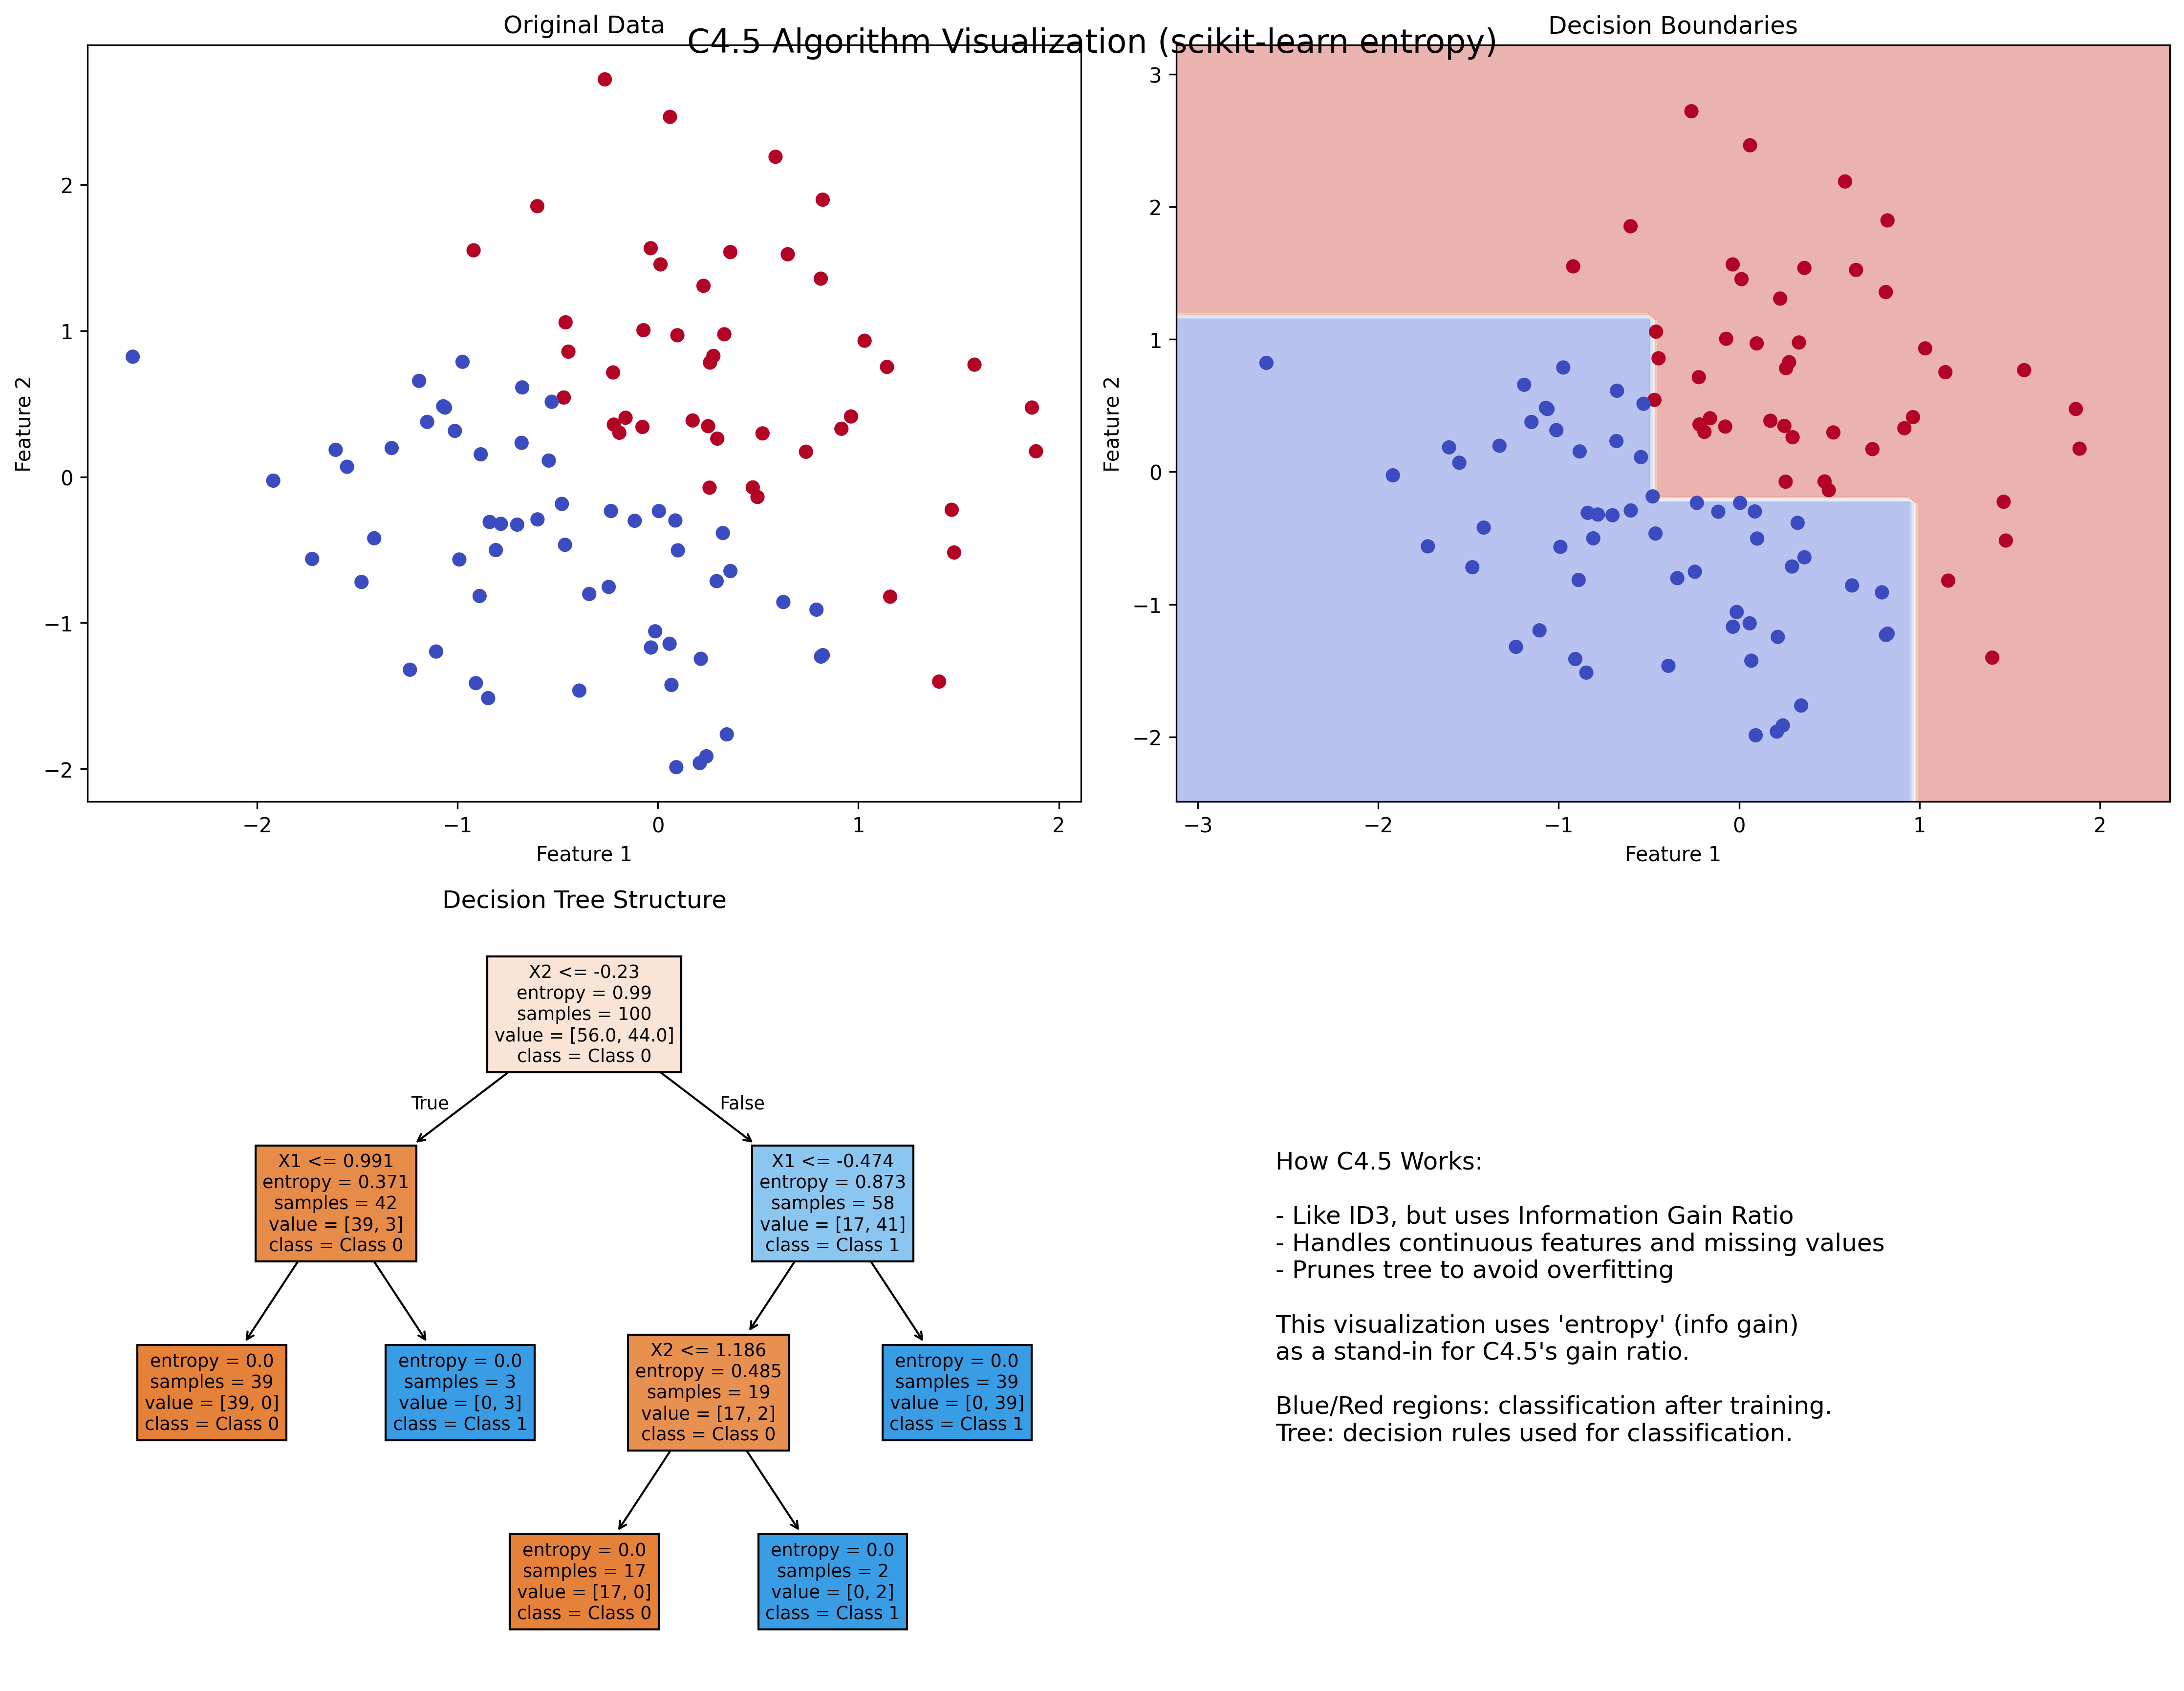 C4.5 Algorithm Visualization (scikit-learn entropy)
Original Data
Feature 2
2
1
0
−1
−2
−2
−1
0
1
2
Feature 1
Decision Boundaries
Feature 2
3
2
1
0
−1
−2
−3
−2
−1
0
1
2
Feature 1
Decision Tree Structure
X2 <= -0.23
entropy = 0.99
samples = 100
value = [56.0, 44.0]
class = Class 0
True
False
X1 <= 0.991
entropy = 0.371
samples = 42
value = [39, 3]
class = Class 0
X1 <= -0.474
entropy = 0.873
samples = 58
value = [17, 41]
class = Class 1
entropy = 0.0
samples = 39
value = [39, 0]
class = Class 0
entropy = 0.0
samples = 3
value = [0, 3]
class = Class 1
X2 <= 1.186
entropy = 0.485
samples = 19
value = [17, 2]
class = Class 0
entropy = 0.0
samples = 39
value = [0, 39]
class = Class 1
entropy = 0.0
samples = 17
value = [17, 0]
class = Class 0
entropy = 0.0
samples = 2
value = [0, 2]
class = Class 1
How C4.5 Works:
- Like ID3, but uses Information Gain Ratio
- Handles continuous features and missing values
- Prunes tree to avoid overfitting
This visualization uses 'entropy' (info gain)
as a stand-in for C4.5's gain ratio.
Blue/Red regions: classification after training.
Tree: decision rules used for classification.